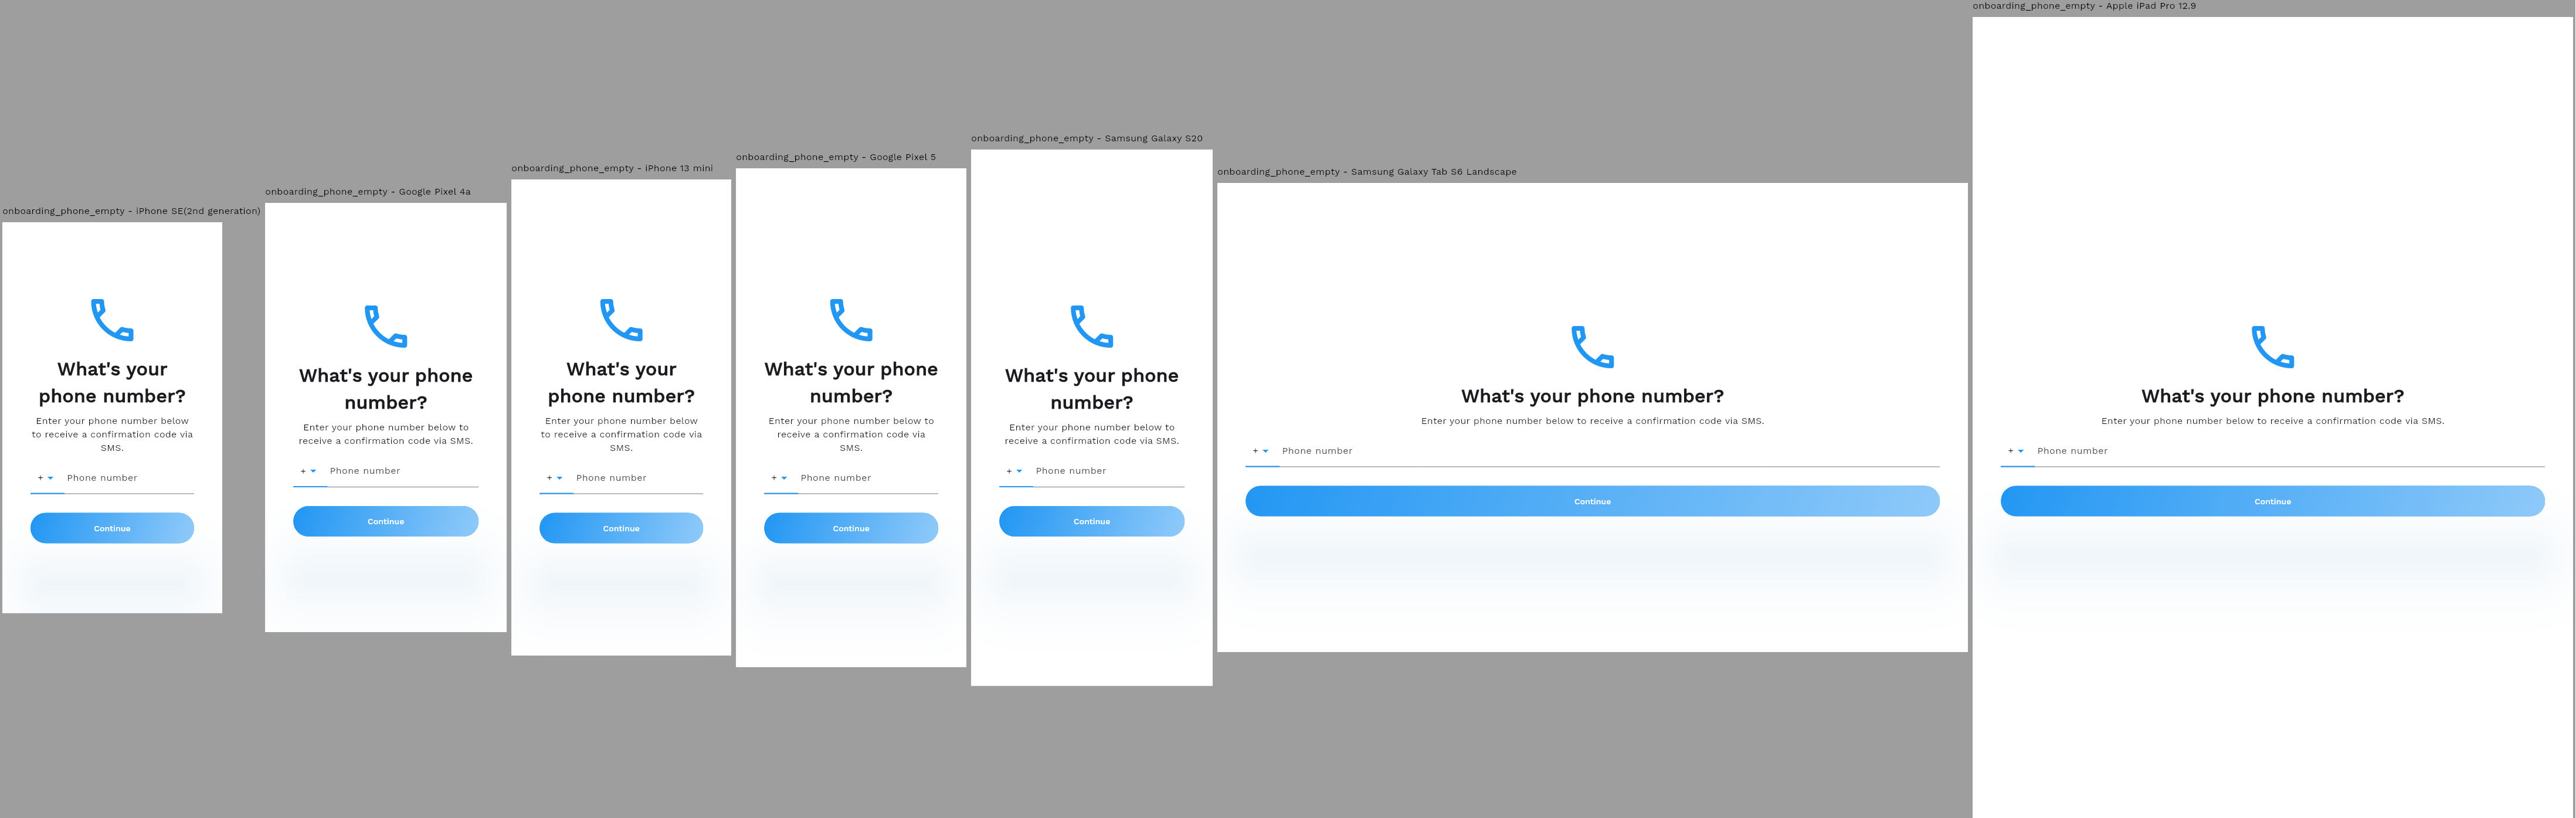 onboarding_phone_empty - iPhone SE(2nd generation)
What's your
phone number?
Enter your phone number below
to receive a confirmation code via
SMS.
+ Phone number
Continue
onboarding_phone_empty - Google Pixel 4a
What's your phone
number?
Enter your phone number below to
receive a confirmation code via SMS.
+ Phone number
Continue
onboarding_phone_empty - iPhone 13 mini
What's your
phone number?
Enter your phone number below
to receive a confirmation code via
SMS.
+ Phone number
Continue
onboarding_phone_empty - Google Pixel 5
What's your phone
number?
Enter your phone number below to
receive a confirmation code via
SMS.
+ Phone number
Continue
onboarding_phone_empty - Samsung Galaxy S20
What's your phone
number?
Enter your phone number below to
receive a confirmation code via SMS.
+ Phone number
Continue
onboarding_phone_empty - Samsung Galaxy Tab S6 Landscape
What's your phone number?
Enter your phone number below to receive a confirmation code via SMS.
+ Phone number
Continue
onboarding_phone_empty - Apple iPad Pro 12.9
What's your phone number?
Enter your phone number below to receive a confirmation code via SMS.
+ Phone number
Continue